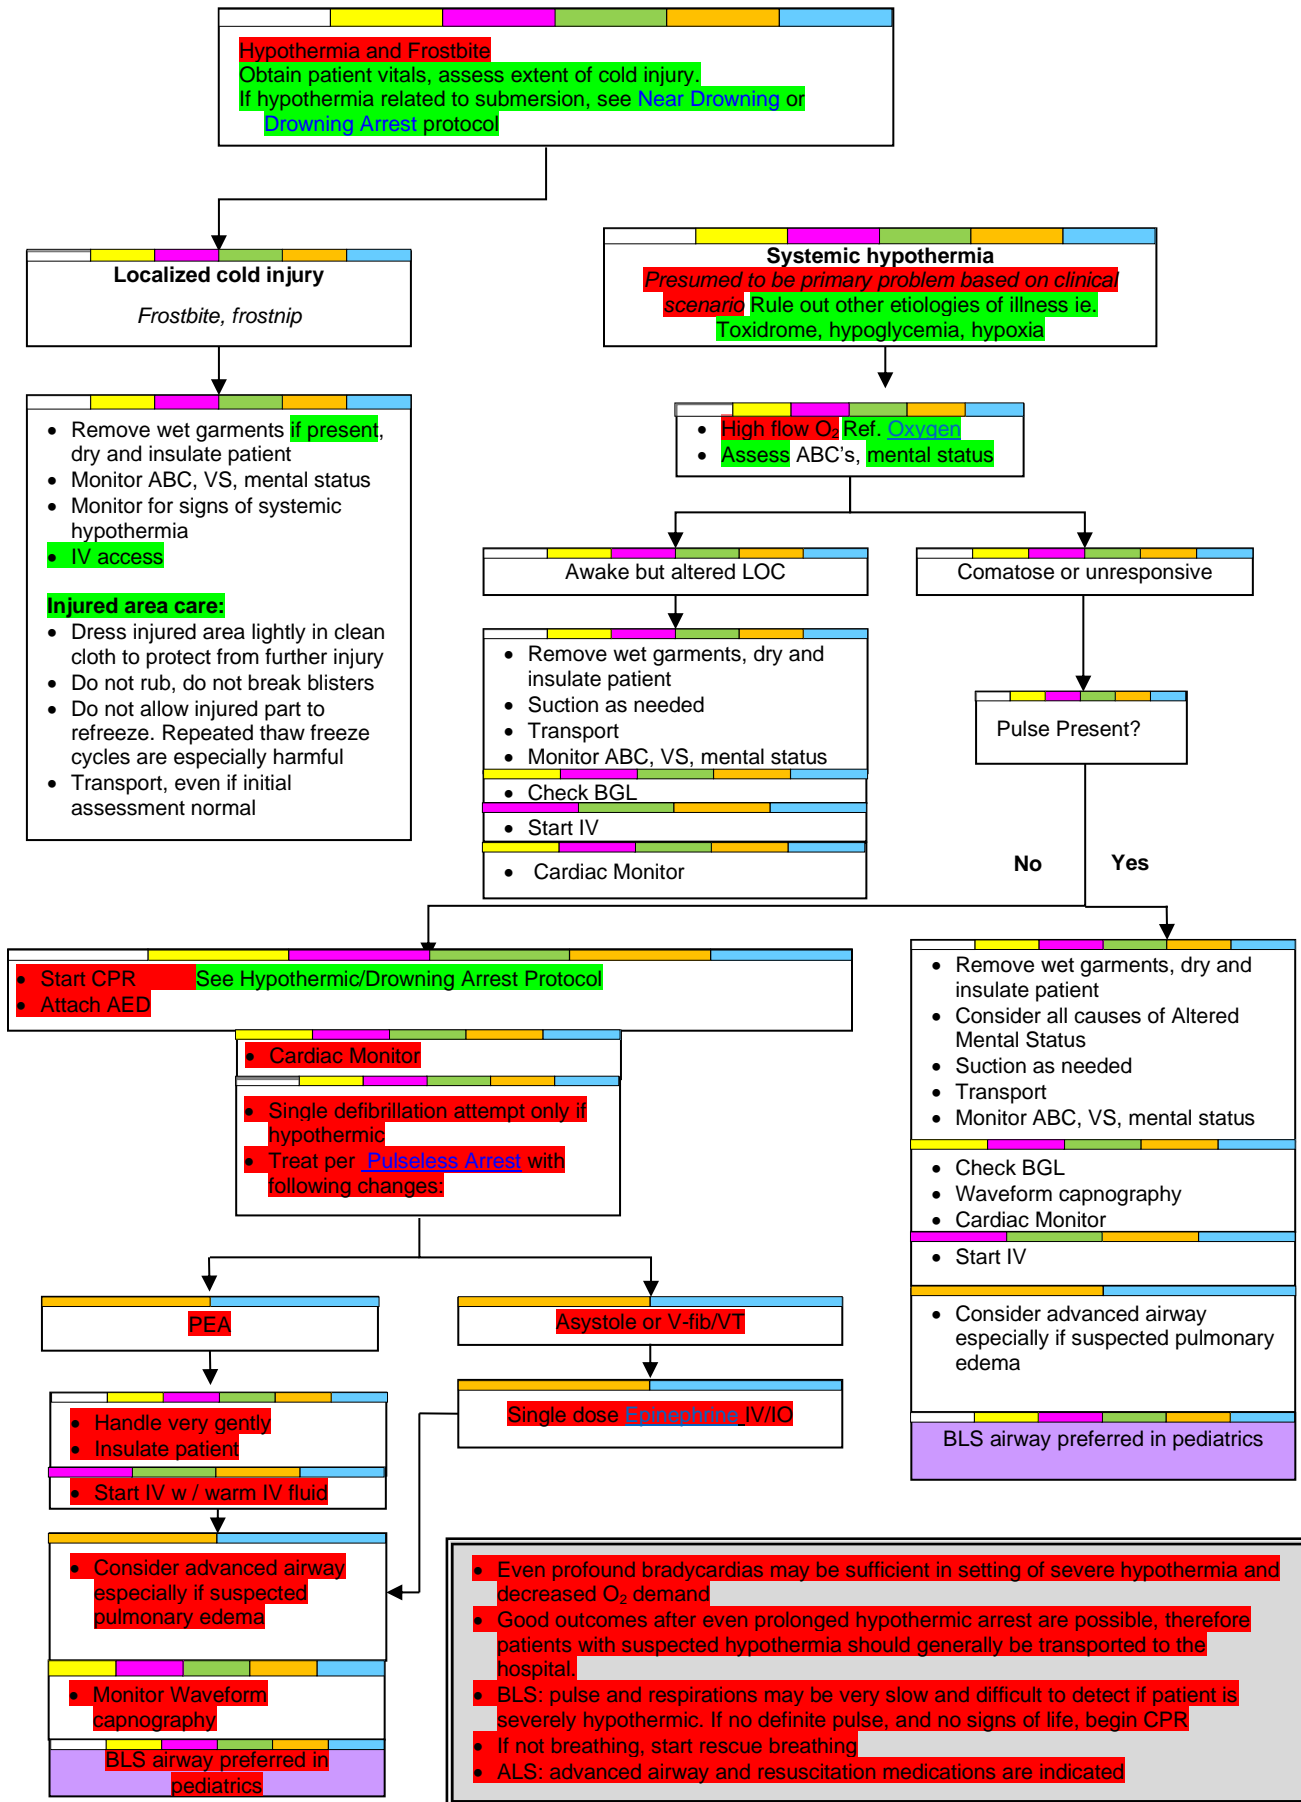 Hypothermia and Frostbite
Obtain patient vitals, assess extent of cold injury.
If hypothermia related to submersion, see Near Drowning or
Drowning Arrest protocol
Localized cold injury
Frostbite, frostnip
Systemic hypothermia
Presumed to be primary problem based on clinical
scenario Rule out other etiologies of illness ie.
Toxidrome, hypoglycemia, hypoxia
• Remove wet garments if present,
dry and insulate patient
• Monitor ABC, VS, mental status
• Monitor for signs of systemic
hypothermia
• IV access
Injured area care:
• Dress injured area lightly in clean
cloth to protect from further injury
• Do not rub, do not break blisters
• Do not allow injured part to
refreeze. Repeated thaw freeze
cycles are especially harmful
• Transport, even if initial
assessment normal
• High flow O₂ Ref. Oxygen
• Assess ABC's, mental status
Awake but altered LOC
Comatose or unresponsive
• Remove wet garments, dry and
insulate patient
• Suction as needed
• Transport
• Monitor ABC, VS, mental status
• Check BGL
• Start IV
• Cardiac Monitor
Pulse Present?
No
Yes
• Start CPR See Hypothermic/Drowning Arrest Protocol
• Attach AED
• Cardiac Monitor
• Single defibrillation attempt only if
hypothermic
• Treat per Pulseless Arrest with
following changes:
• Remove wet garments, dry and
insulate patient
• Consider all causes of Altered
Mental Status
• Suction as needed
• Transport
• Monitor ABC, VS, mental status
• Check BGL
• Waveform capnography
• Cardiac Monitor
• Start IV
• Consider advanced airway
especially if suspected pulmonary
edema
BLS airway preferred in pediatrics
PEA
Asystole or V-fib/VT
• Handle very gently
• Insulate patient
• Start IV w / warm IV fluid
Single dose Epinephrine IV/IO
• Consider advanced airway
especially if suspected
pulmonary edema
• Monitor Waveform
capnography
BLS airway preferred in
pediatrics
• Even profound bradycardias may be sufficient in setting of severe hypothermia and
decreased O₂ demand
• Good outcomes after even prolonged hypothermic arrest are possible, therefore
patients with suspected hypothermia should generally be transported to the
hospital.
• BLS: pulse and respirations may be very slow and difficult to detect if patient is
severely hypothermic. If no definite pulse, and no signs of life, begin CPR
• If not breathing, start rescue breathing
• ALS: advanced airway and resuscitation medications are indicated